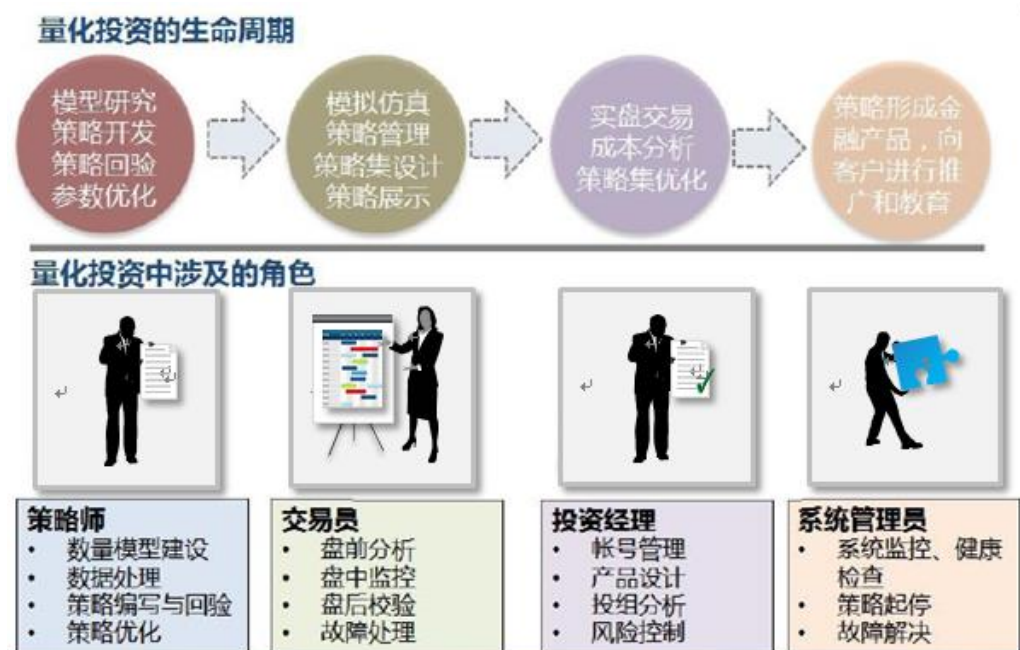 量化投资的生命周期
模型研究
策略开发
策略回验
参数优化
模拟仿真
策略管理
策略集设计
策略展示
实盘交易
成本分析
策略集优化
策略形成金
融产品，向
客户进行推
广和教育
量化投资中涉及的角色
策略师
• 数量模型建设
• 数据处理
• 策略编写与回验
• 策略优化
交易员
• 盘前分析
• 盘中监控
• 盘后校验
• 故障处理
投资经理
• 帐号管理
• 产品设计
• 投组分析
• 风险控制
系统管理员
• 系统监控、健康
检查
• 策略起停
• 故障解决